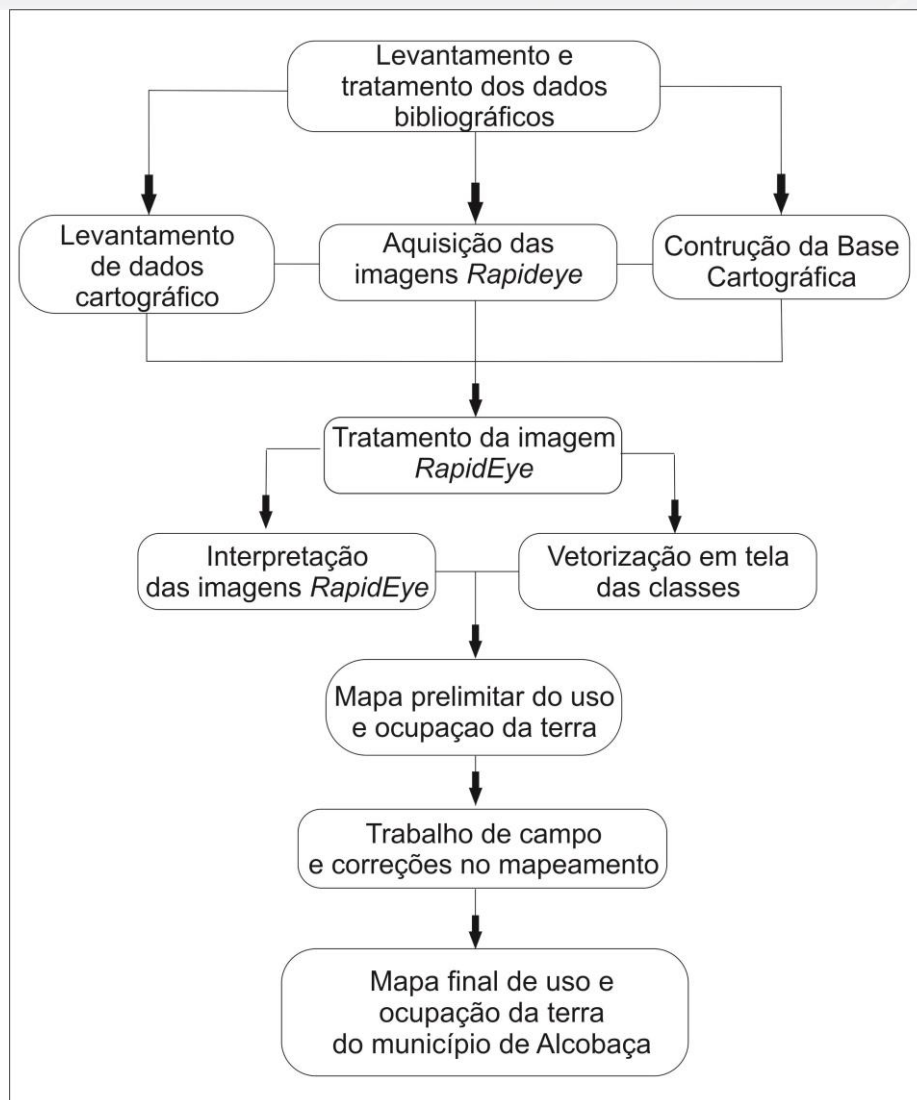 Levantamento e
tratamento dos dados
bibliográficos
Levantamento
de dados
cartográfico
Aquisição das
imagens Rapideye
Contrução da Base
Cartográfica
Tratamento da imagem
RapidEye
Interpretação
das imagens RapidEye
Vetorização em tela
das classes
Mapa prelimitar do uso
e ocupaçao da terra
Trabalho de campo
e correções no mapeamento
Mapa final de uso e
ocupação da terra
do município de Alcobaça